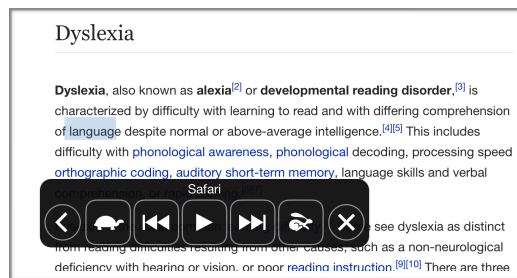 Dyslexia
Dyslexia, also known as alexia[2] or developmental reading disorder,[3] is
characterized by difficulty with learning to read and with differing comprehension
of language despite normal or above-average intelligence.[4][5] This includes
difficulty with phonological awareness, phonological decoding, processing speed
orthographic coding, auditory short-term memory, language skills and verbal
Safari
comprehension, or rapid
see dyslexia as distinct
from reading difficulties resulting from other causes, such as a non-neurological
deficiency with hearing or vision, or poor reading instruction.[9][10] There are three